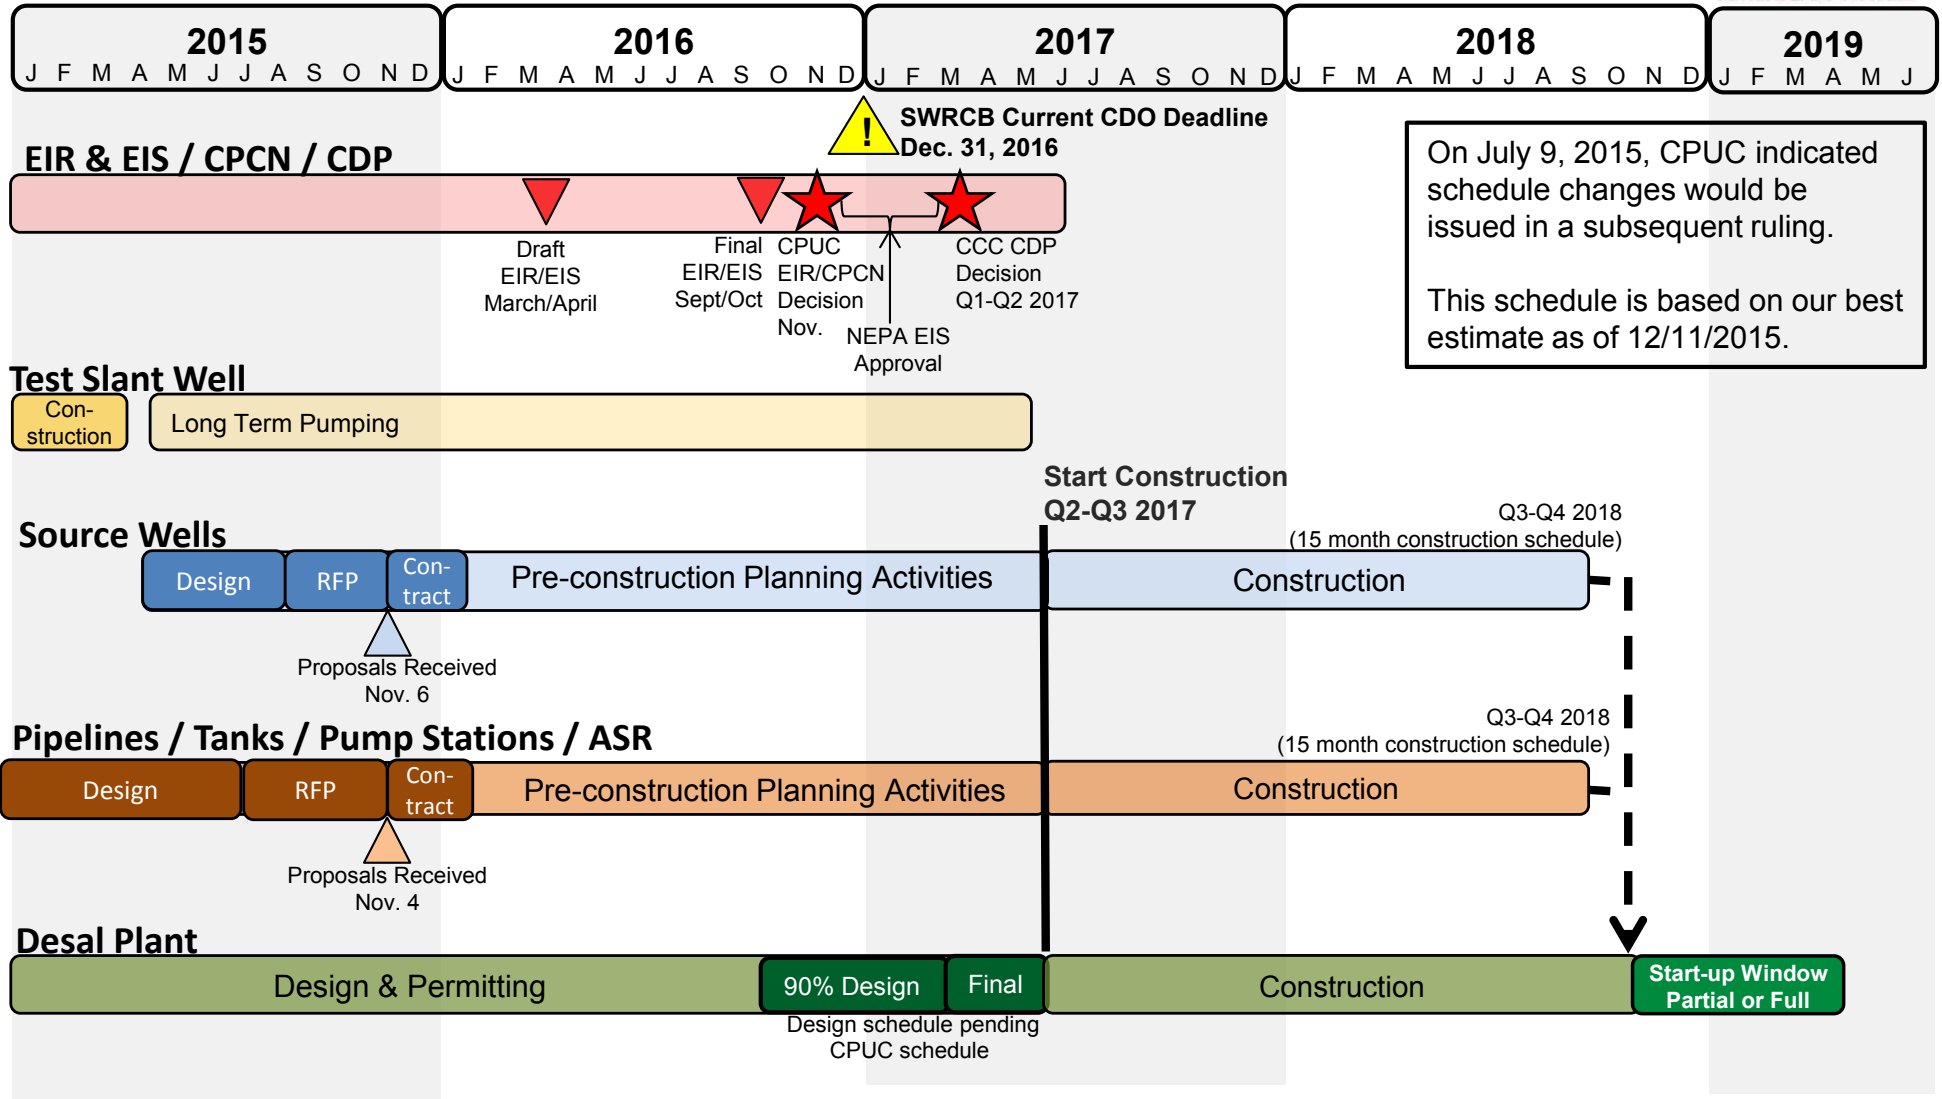 2015
J F M A M J J A S O N D
2016
J F M A M J J A S O N D
2017
J F M A M J J A S O N D
2018
J F M A M J J A S O N D
2019
J F M A M J
!
SWRCB Current CDO Deadline
Dec. 31, 2016
On July 9, 2015, CPUC indicated
schedule changes would be
issued in a subsequent ruling.
This schedule is based on our best
estimate as of 12/11/2015.
EIR & EIS / CPCN / CDP
Draft
EIR/EIS
March/April
Final
EIR/EIS
Sept/Oct
CPUC
EIR/CPCN
Decision
Nov.
NEPA EIS
Approval
CCC CDP
Decision
Q1-Q2 2017
Test Slant Well
Con-
struction
Long Term Pumping
Start Construction
Q2-Q3 2017
Source Wells
Q3-Q4 2018
(15 month construction schedule)
Design
RFP
Con-
tract
Pre-construction Planning Activities
Construction
Proposals Received
Nov. 6
Pipelines / Tanks / Pump Stations / ASR
Q3-Q4 2018
(15 month construction schedule)
Design
RFP
Con-
tract
Pre-construction Planning Activities
Construction
Proposals Received
Nov. 4
Desal Plant
Design & Permitting
90% Design
Final
Construction
Start-up Window
Partial or Full
Design schedule pending
CPUC schedule